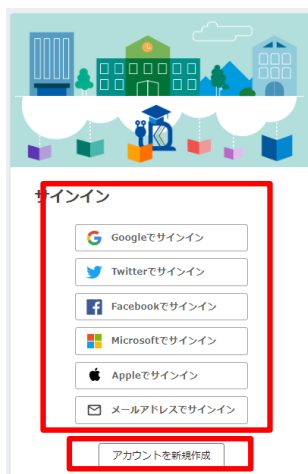 サインイン
Googleでサインイン
Twitterでサインイン
Facebookでサインイン
Microsoftでサインイン
Appleでサインイン
メールアドレスでサインイン
アカウントを新規作成